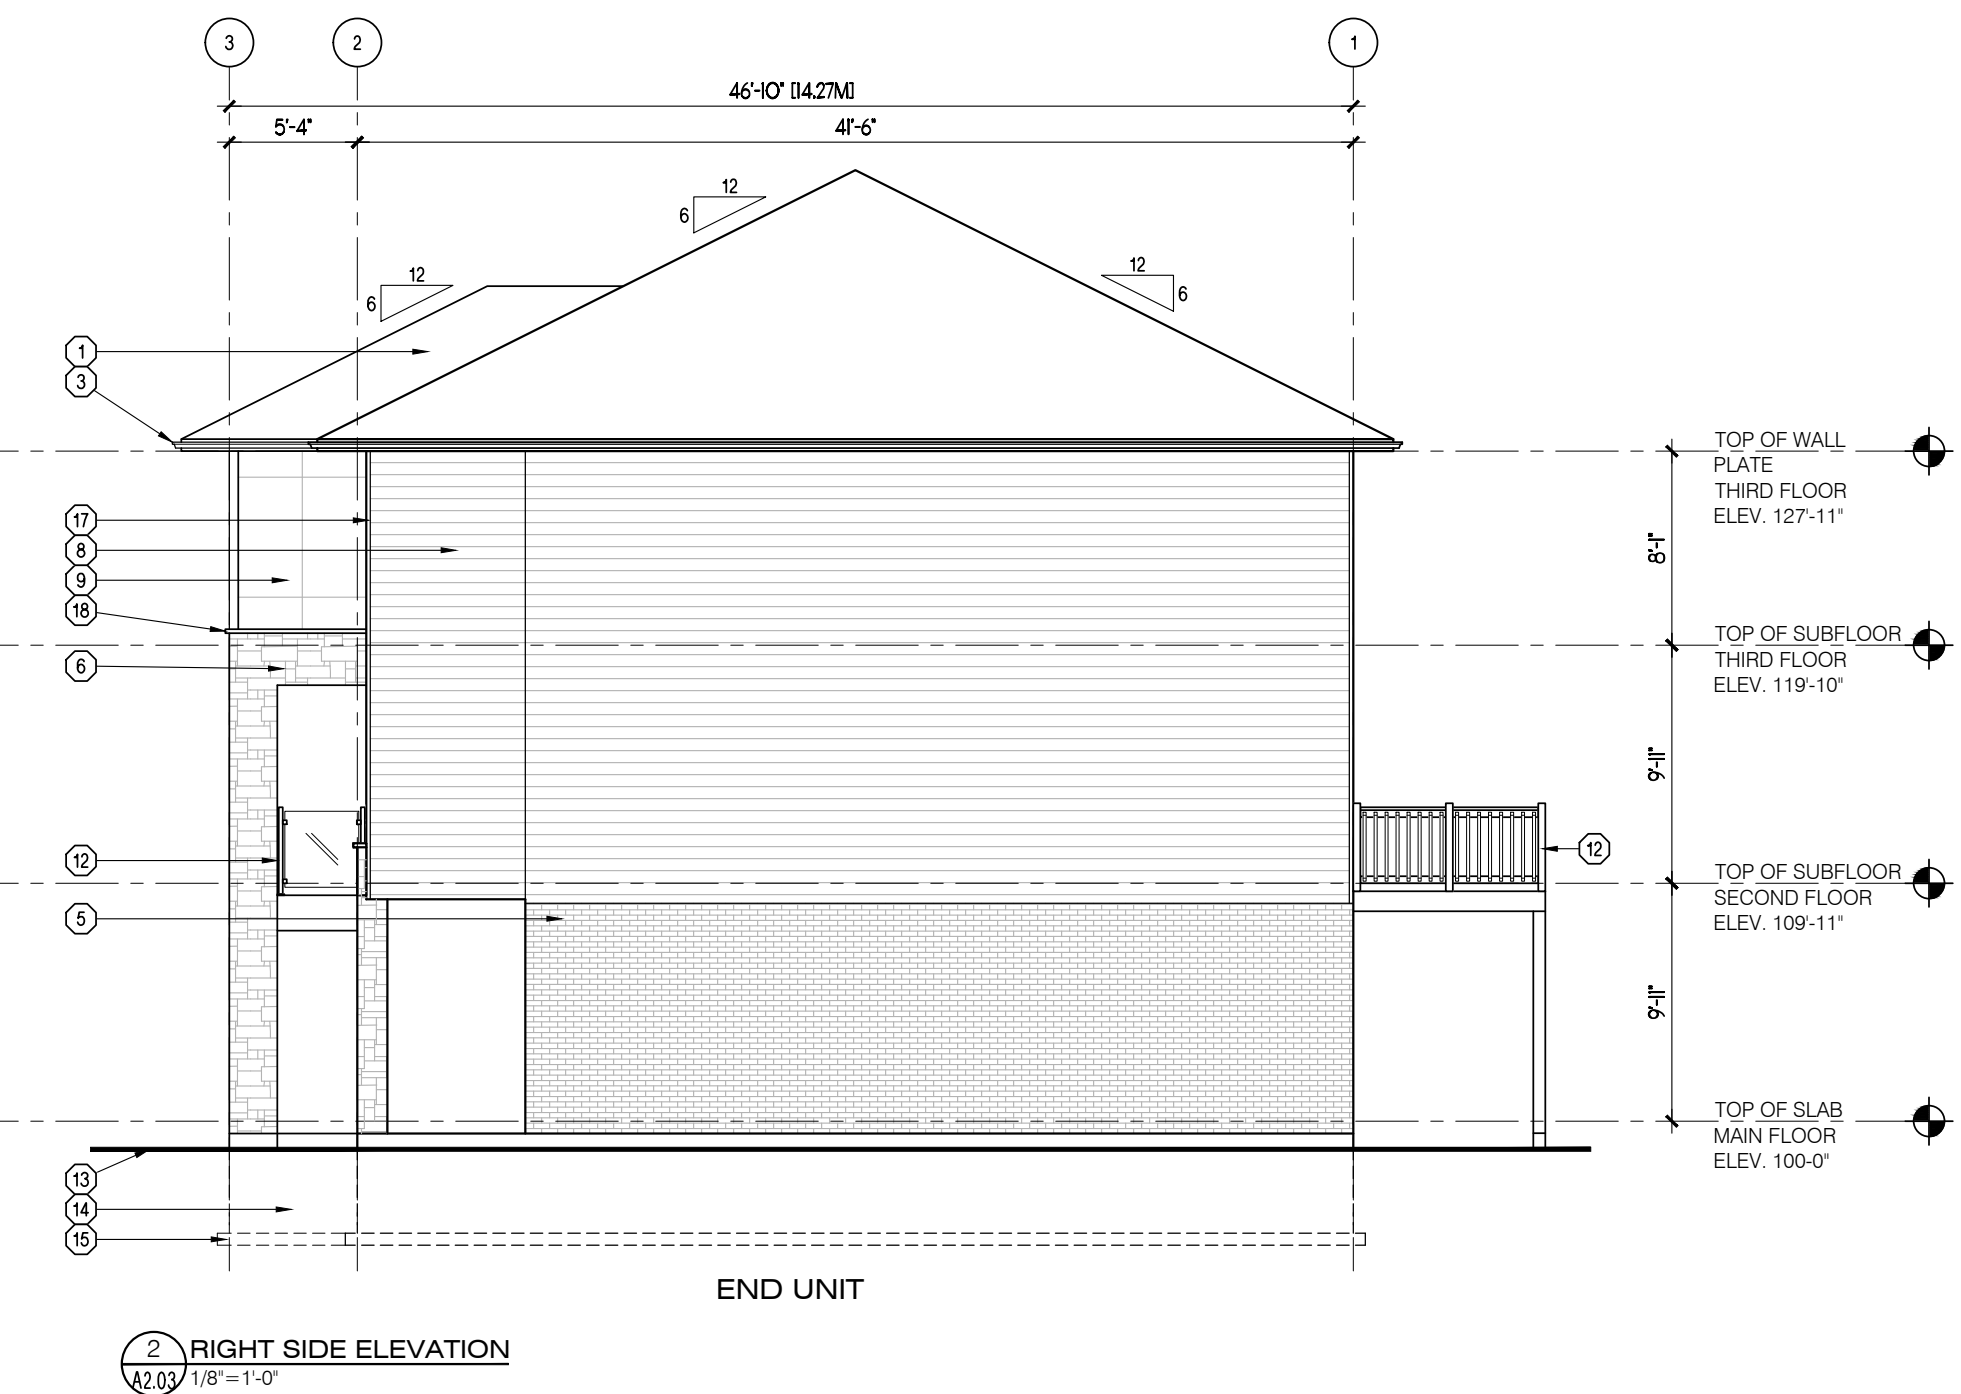 3 2 1
46'-10" [14.27M]
5'-4" 41'-6"
12
6
12
6
12
6
1
3
TOP OF WALL
PLATE
THIRD FLOOR
ELEV. 127'-11"
17
8
9
18
8'-1"
6
TOP OF SUBFLOOR
THIRD FLOOR
ELEV. 119'-10"
9'-11"
12
12
5
TOP OF SUBFLOOR
SECOND FLOOR
ELEV. 109'-11"
9'-11"
TOP OF SLAB
MAIN FLOOR
ELEV. 100-0"
13
14
15
END UNIT
2 RIGHT SIDE ELEVATION
A2.03 1/8"=1'-0"